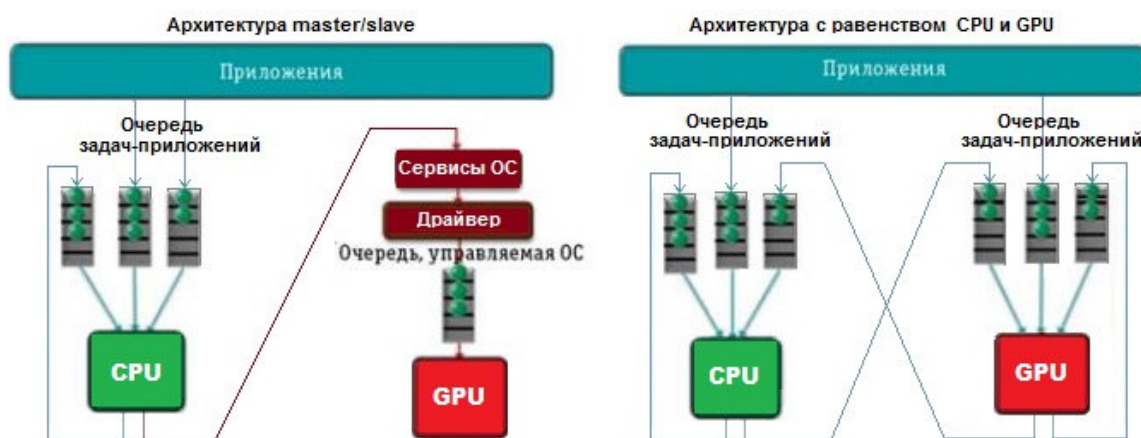 Архитектура master/slave
Приложения
Очередь
задач-приложений
Сервисы ОС
Драйвер
Очередь, управляемая ОС
CPU
GPU
Архитектура с равенством CPU и GPU
Приложения
Очередь
задач-приложений
Очередь
задач-приложений
CPU
GPU